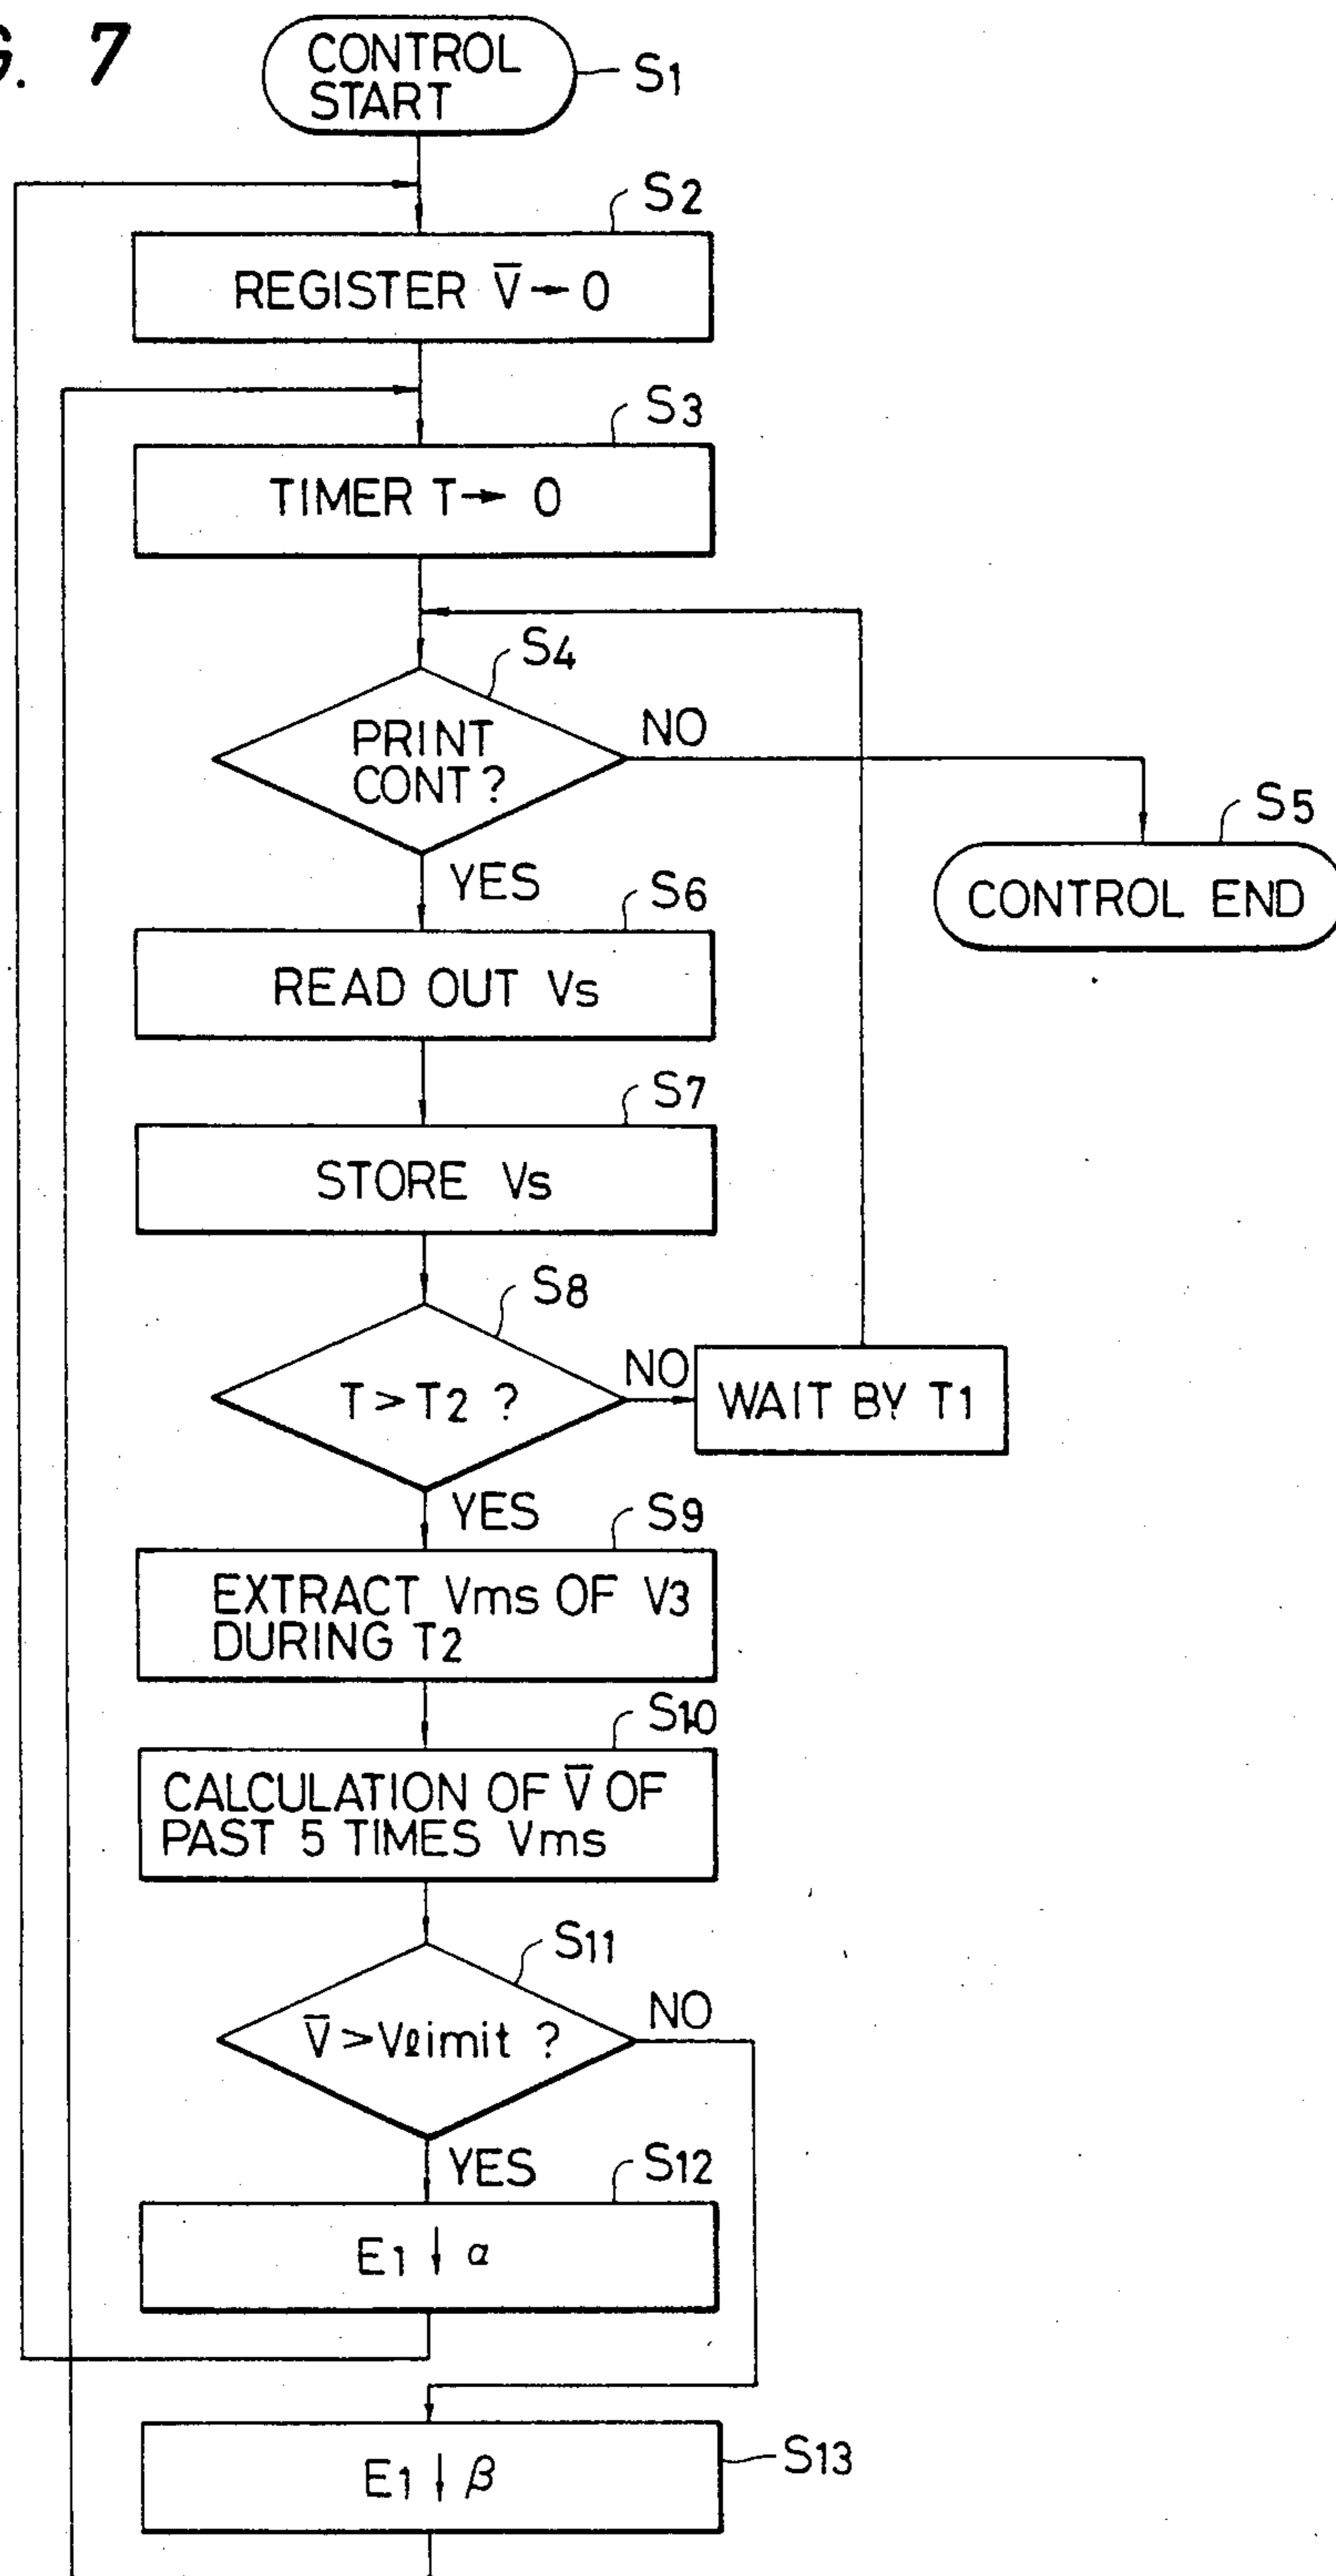 G. 7
CONTROL
START
S1
S2
REGISTER V̄→0
S3
TIMER T→ 0
S4
PRINT
CONT?
NO
S5
CONTROL END
YES
S6
READ OUT Vs
S7
STORE Vs
S8
T>T2 ?
NO
WAIT BY T1
YES
S9
EXTRACT Vms OF V3
DURING T2
S10
CALCULATION OF V̄ OF
PAST 5 TIMES Vms
S11
V̄>Vℓimit ?
NO
YES
S12
E1↓α
E1↓β
S13